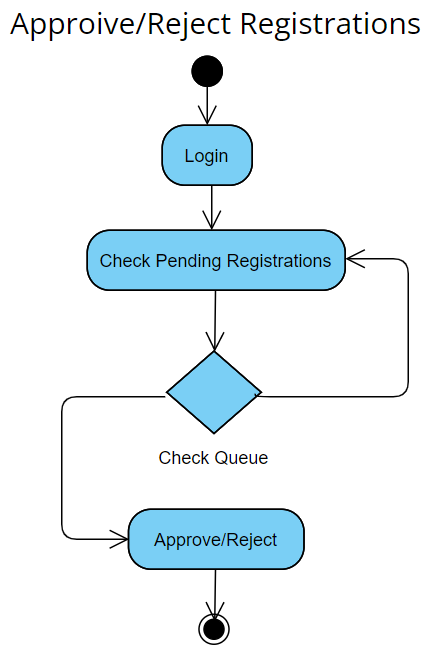 Approive/Reject Registrations
Login
Check Pending Registrations
Check Queue
Approve/Reject